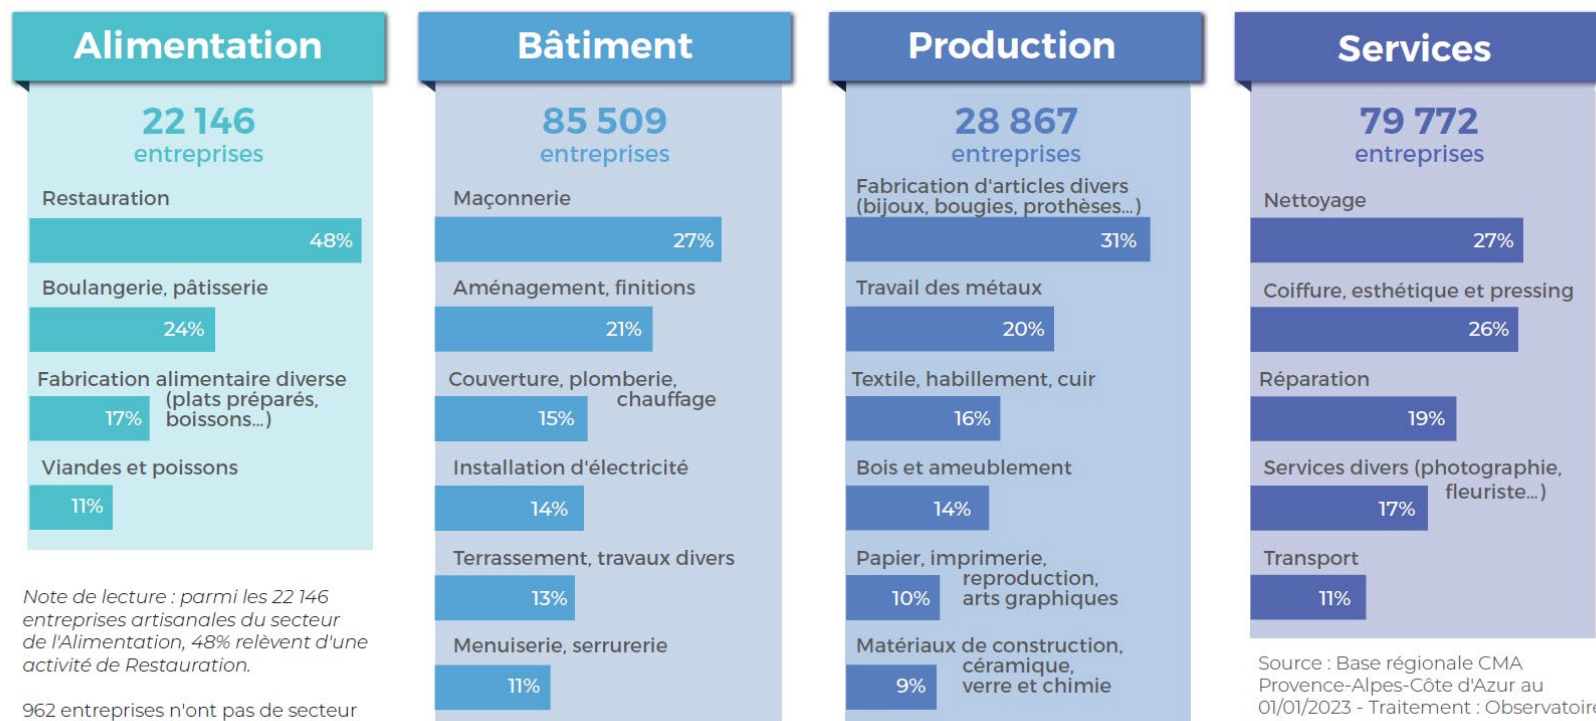 Alimentation
22 146
entreprises
Restauration
48%
Boulangerie, pâtisserie
24%
Fabrication alimentaire diverse
(plats préparés,
boissons...)
17%
Viandes et poissons
11%
Note de lecture : parmi les 22 146
entreprises artisanales du secteur
de l'Alimentation, 48% relèvent d'une
activité de Restauration.
962 entreprises n'ont pas de secteur
Bâtiment
85 509
entreprises
Maçonnerie
27%
Aménagement, finitions
21%
Couverture, plomberie,
chauffage
15%
Installation d'électricité
14%
Terrassement, travaux divers
13%
Menuiserie, serrurerie
11%
Production
28 867
entreprises
Fabrication d'articles divers
(bijoux, bougies, prothèses...)
31%
Travail des métaux
20%
Textile, habillement, cuir
16%
Bois et ameublement
14%
Papier, imprimerie,
reproduction,
arts graphiques
10%
Matériaux de construction,
céramique,
verre et chimie
9%
Services
79 772
entreprises
Nettoyage
27%
Coiffure, esthétique et pressing
26%
Réparation
19%
Services divers (photographie,
fleuriste...)
17%
Transport
11%
Source : Base régionale CMA
Provence-Alpes-Côte d'Azur au
01/01/2023 - Traitement : Observatoire